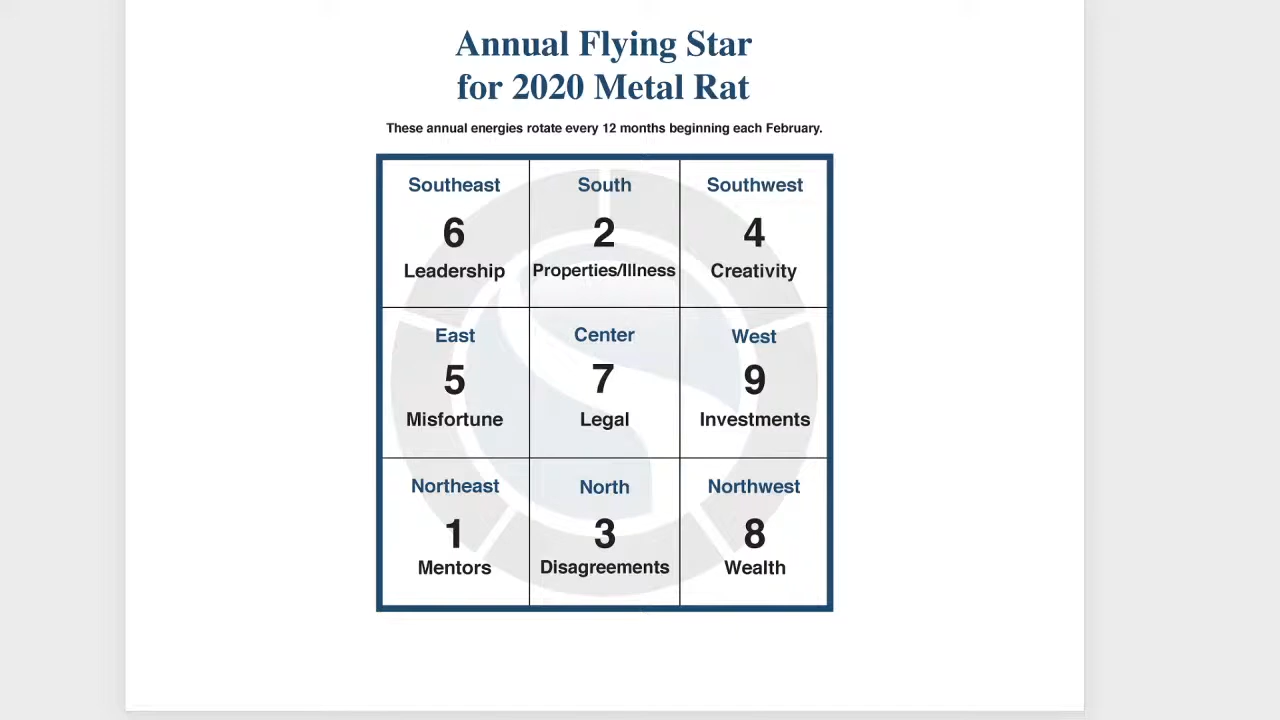 Annual Flying Star
for 2020 Metal Rat
These annual energies rotate every 12 months beginning each February.
Southeast
6
Leadership
South
2
Properties/Illness
Southwest
4
Creativity
East
5
Misfortune
Center
7
Legal
West
9
Investments
Northeast
1
Mentors
North
3
Disagreements
Northwest
8
Wealth